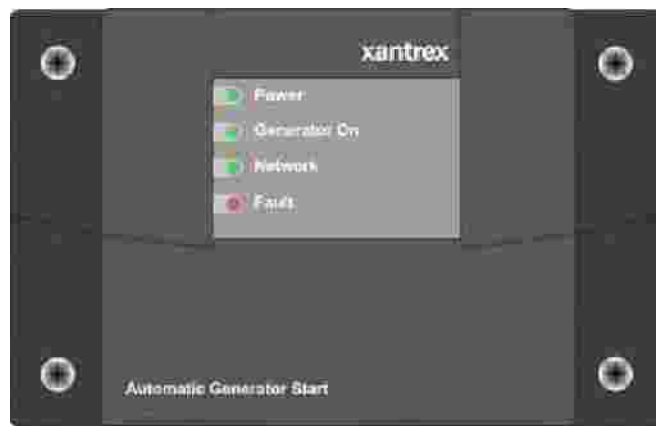 xantrex
Power
Generator On
Network
Fault
Automatic Generator Start